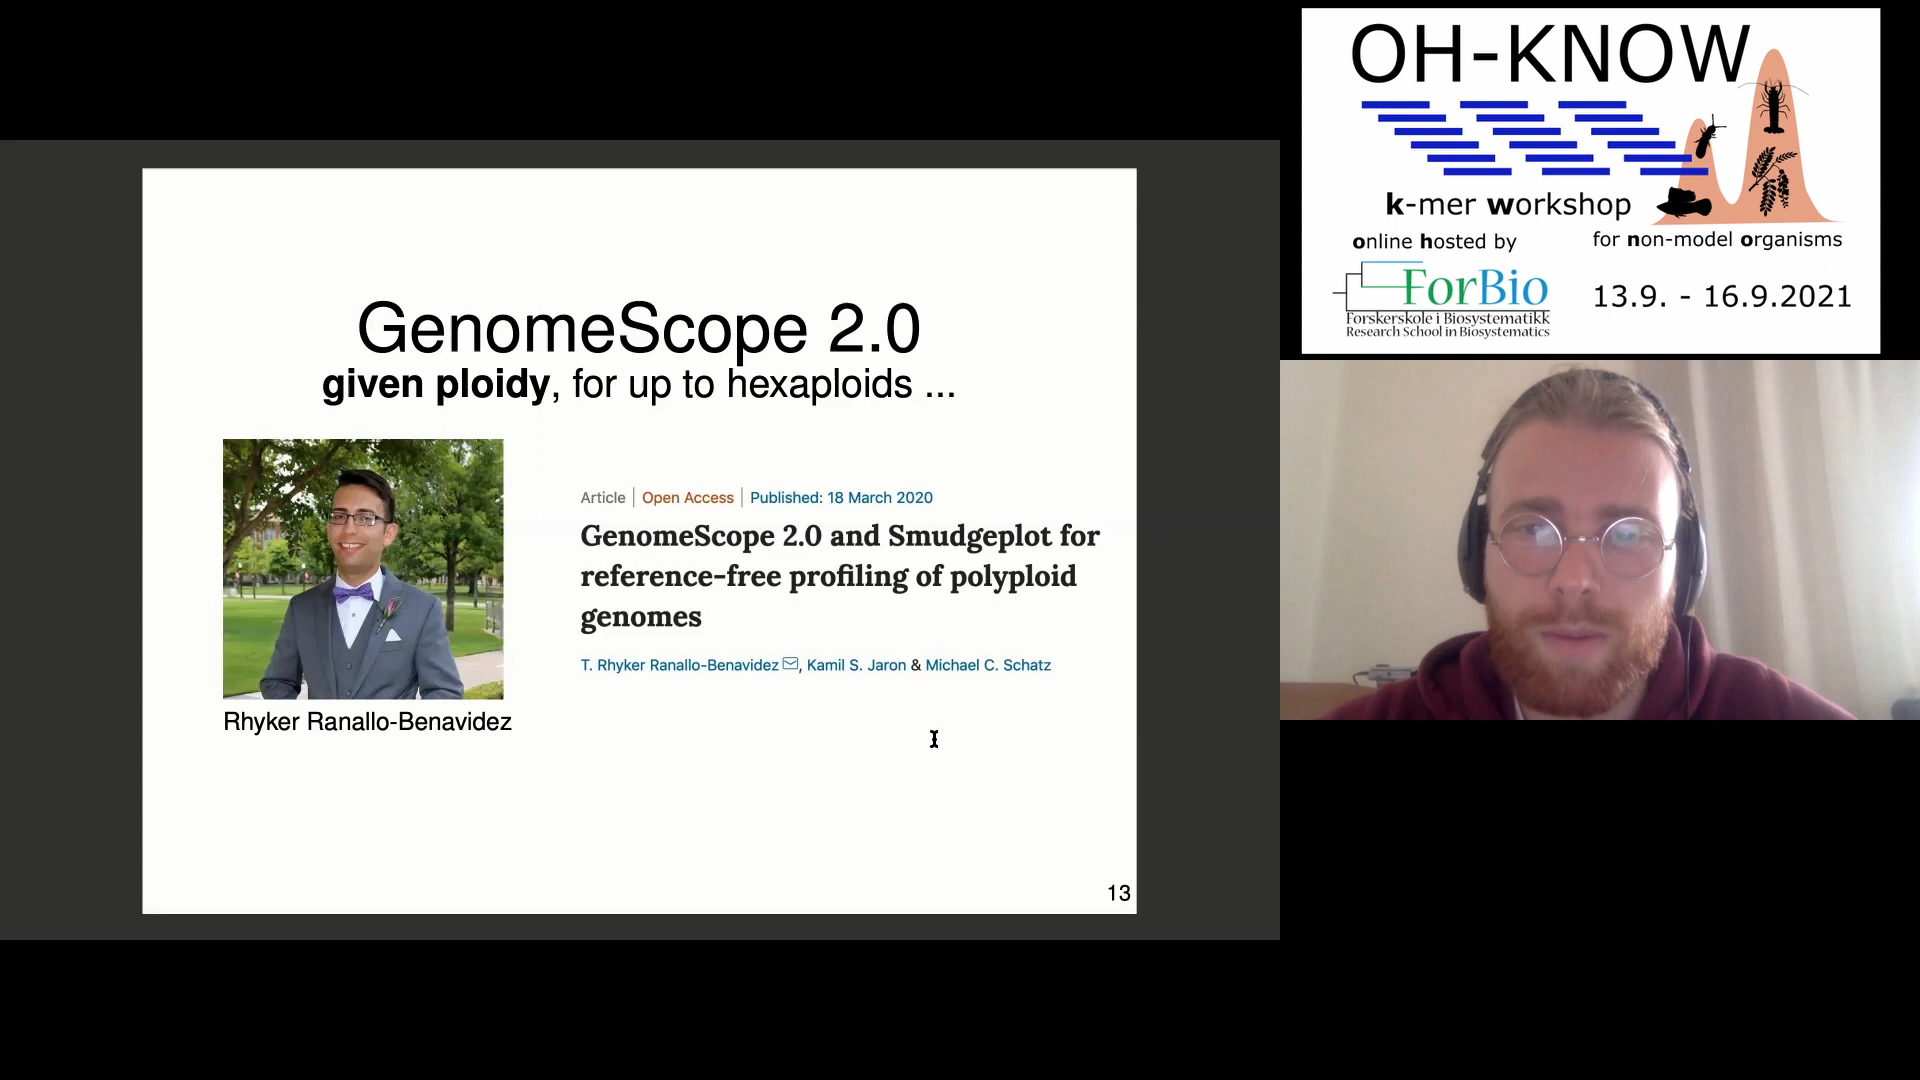 GenomeScope 2.0
given ploidy, for up to hexaploids ...
Article | Open Access | Published: 18 March 2020
GenomeScope 2.0 and Smudgeplot for
reference-free profiling of polyploid
genomes
T. Rhyker Ranallo-Benavidez, Kamil S. Jaron & Michael C. Schatz
Rhyker Ranallo-Benavidez
13
OH-KNOW
k-mer workshop
online hosted by
for non-model organisms
ForBio
Forskerskole i Biosystematikk
Research School in Biosystematics
13.9. - 16.9.2021